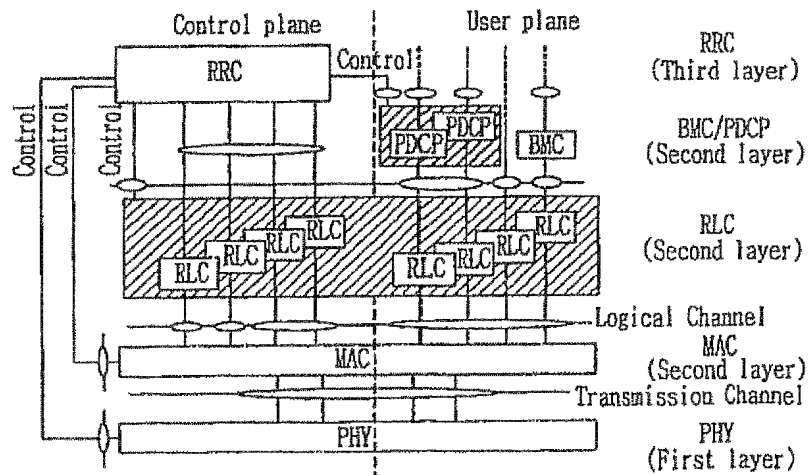 Control plane
User plane
RRC
(Third layer)
RRC
Control
Control
Control
Control
PDCP
PDCP
BMC
BMC/PDCP
(Second layer)
RLC
RLC
RLC
RLC
RLC
RLC
RLC
RLC
RLC
(Second layer)
Logical Channel
MAC
MAC
(Second layer)
Transmission Channel
PHY
PHY
(First layer)